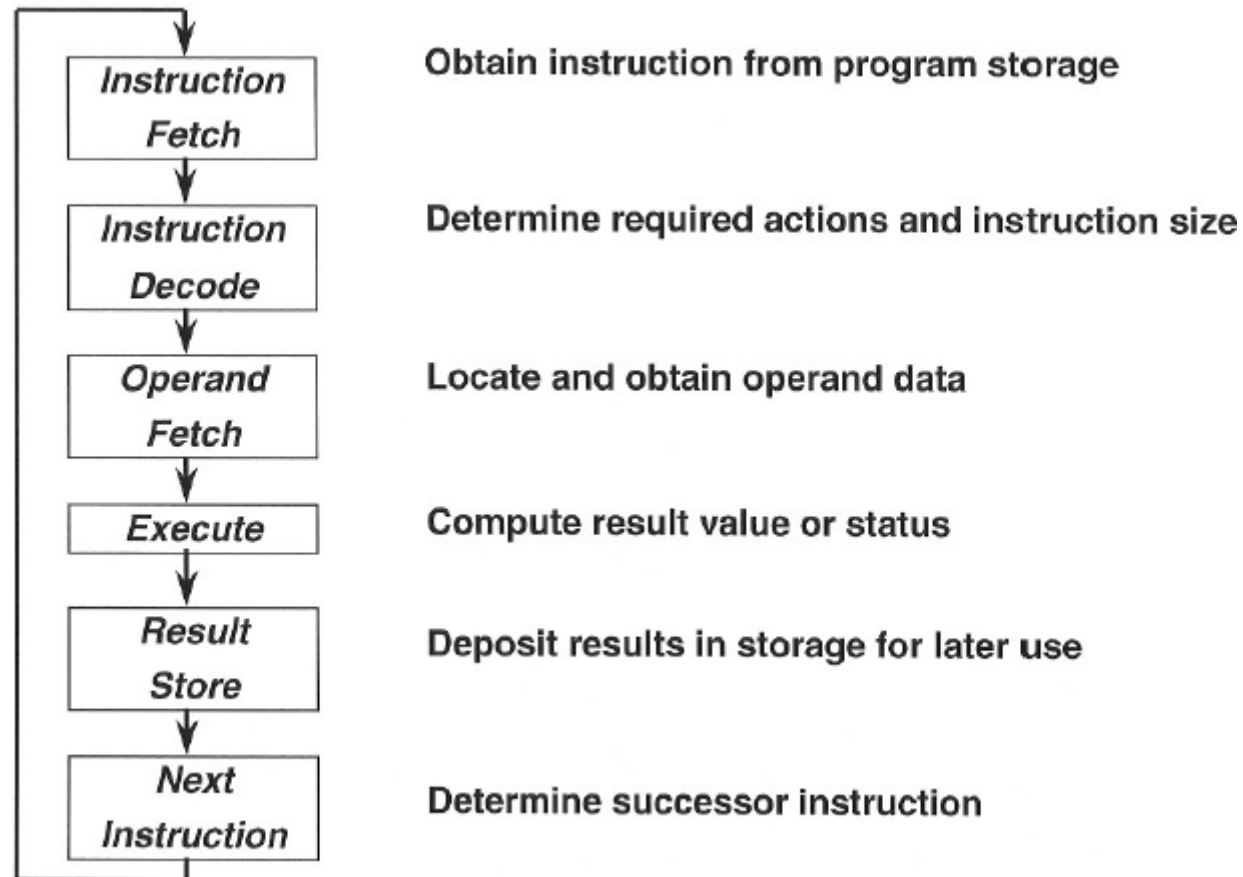 Instruction
Fetch
Obtain instruction from program storage
Instruction
Decode
Determine required actions and instruction size
Operand
Fetch
Locate and obtain operand data
Execute
Compute result value or status
Result
Store
Deposit results in storage for later use
Next
Instruction
Determine successor instruction